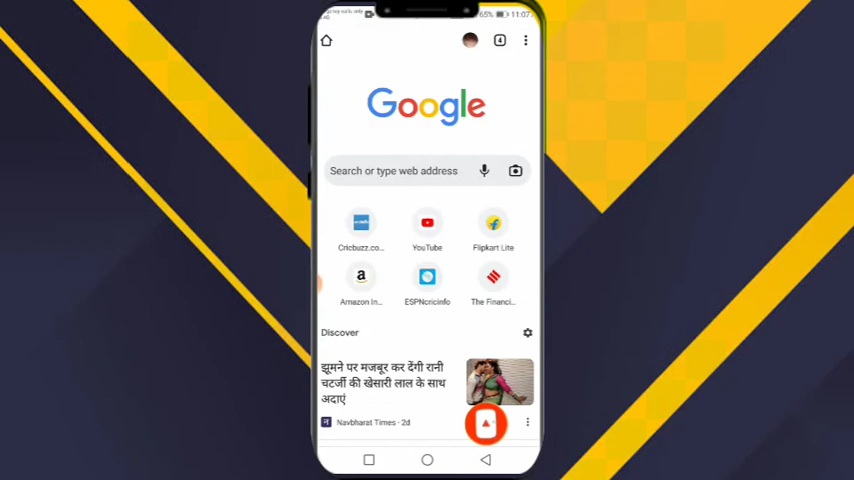 65% 11:07
4
Google
Search or type web address
Cricbuzz.co... YouTube Flipkart Lite
a
Amazon In... ESPNcricinfo The Financi...
Discover
झूमने पर मजबूर कर देंगी रानी
चटर्जी की खेसारी लाल के साथ
अदाएं
न Navbharat Times · 2d